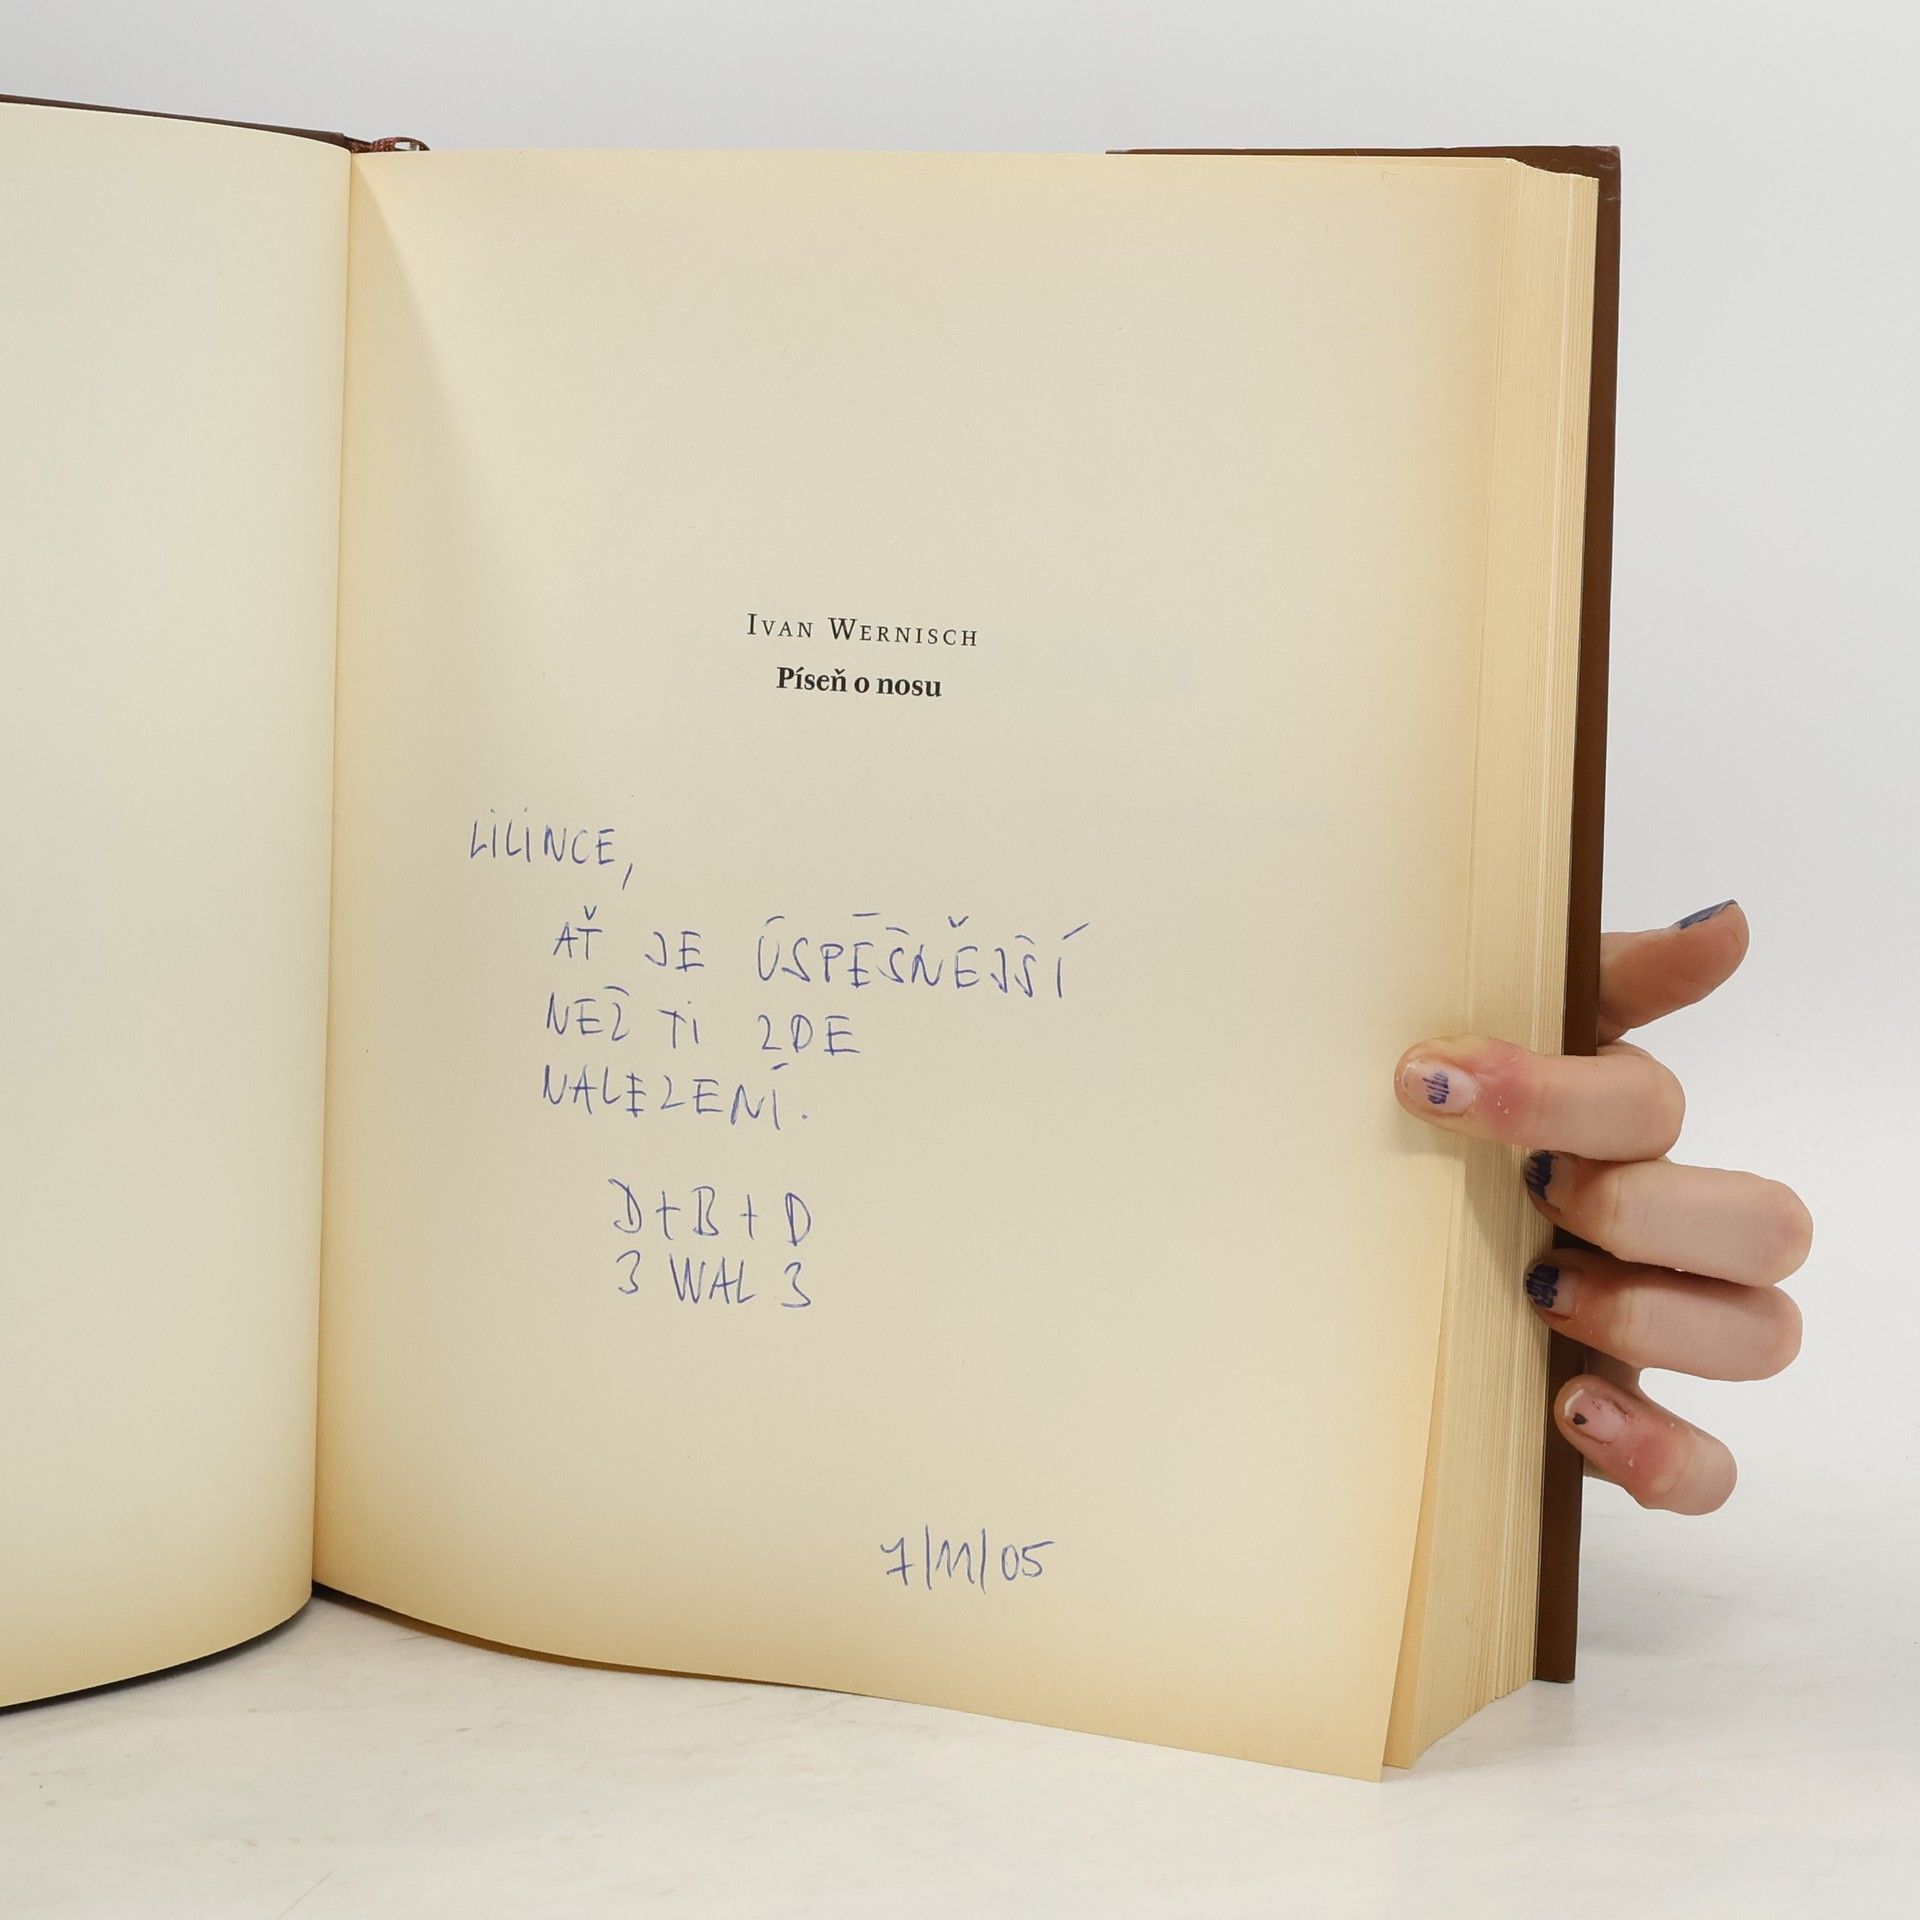 IVAN WERNISCH
Píseň o nosu
LILINCE,
AŤ JE ÚSPĚŠNĚJŠÍ
NEŽ TI ZDE
NALEZENÍ.
D+B+D
3 WAL 3
7/11/05